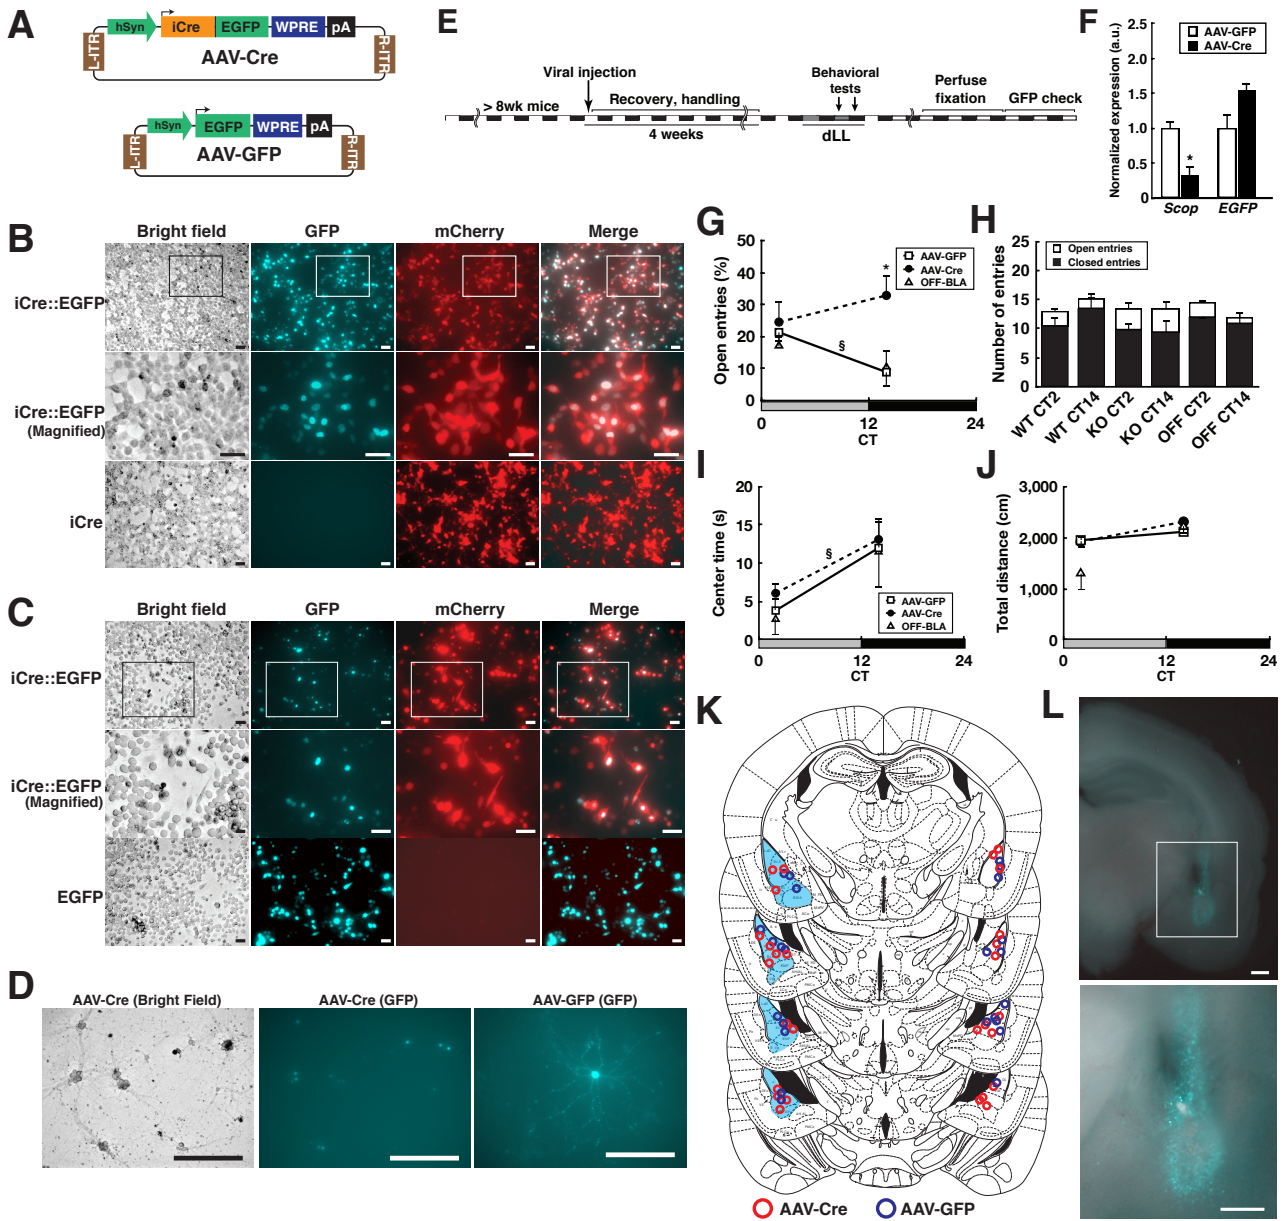 A
hSyn iCre EGFP WPRE pA
L-ITR
R-ITR
AAV-Cre
hSyn EGFP WPRE pA
L-ITR
R-ITR
AAV-GFP
B
Bright field GFP mCherry Merge
iCre::EGFP
iCre::EGFP
(Magnified)
iCre
C
Bright field GFP mCherry Merge
iCre::EGFP
iCre::EGFP
(Magnified)
EGFP
D
AAV-Cre (Bright Field) AAV-Cre (GFP) AAV-GFP (GFP)
E
Viral injection
Behavioral
tests
Perfuse
fixation
> 8wk mice
Recovery, handling
GFP check
4 weeks
dLL
F
Normalized expression (a.u.)
2.5
2.0
1.5
1.0
0.5
0
AAV-GFP
AAV-Cre
*
Scop EGFP
G
Open entries (%)
50
40
30
20
10
0
AAV-GFP
AAV-Cre
OFF-BLA
*
§
0 12 24
CT
H
Number of entries
25
20
15
10
5
0
Open entries
Closed entries
WT CT2
WT CT14
KO CT2
KO CT14
OFF CT2
OFF CT14
I
Center time (s)
20
15
10
5
0
§
AAV-GFP
AAV-Cre
OFF-BLA
0 12 24
CT
J
Total distance (cm)
3,000
2,000
1,000
0
0 12 24
CT
K
AAV-Cre AAV-GFP
L